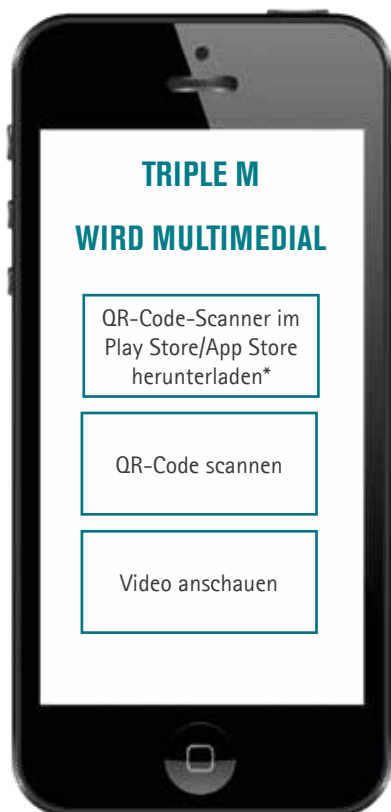 TRIPLE M
WIRD MULTIMEDIAL
QR-Code-Scanner im
Play Store/App Store
herunterladen*
QR-Code scannen
Video anschauen